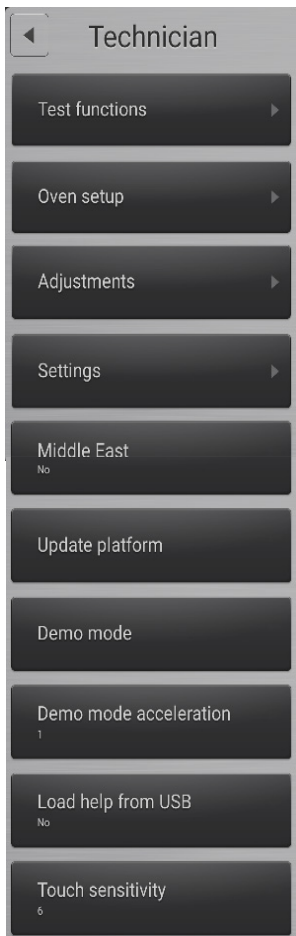 Technician
Test functions
Oven setup
Adjustments
Settings
Middle East
No
Update platform
Demo mode
Demo mode acceleration
1
Load help from USB
No
Touch sensitivity
6